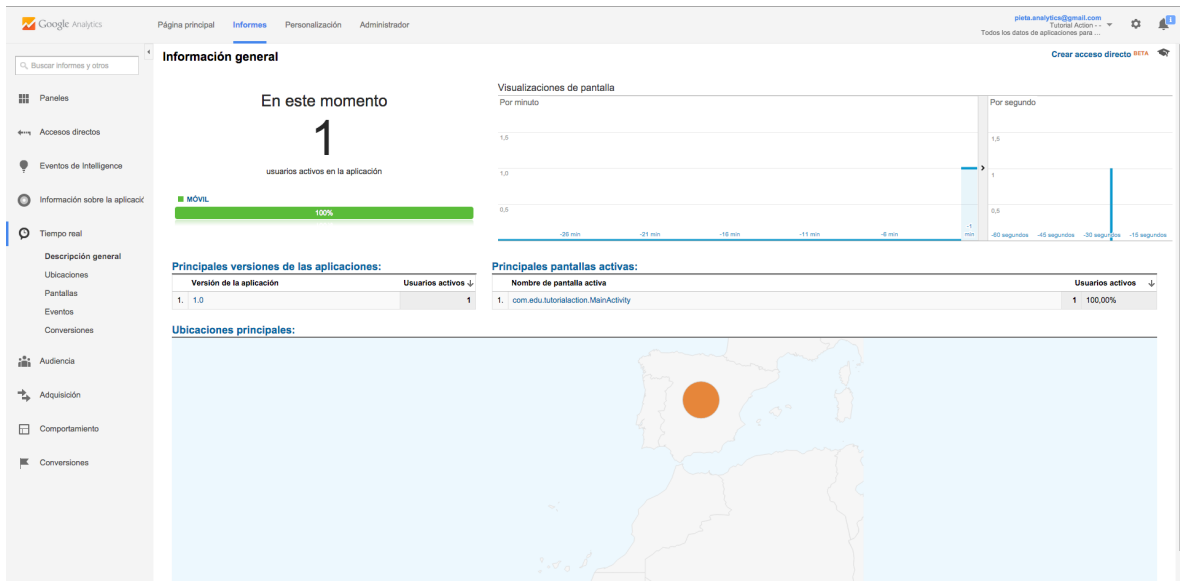 Google Analytics
Página principal
Informes
Personalización
Administrador
pieta.analytics@gmail.com
Tutorial Action - -
Todos los datos de aplicaciones para ...
1
Buscar informes y otros
Paneles
Accesos directos
Eventos de Intelligence
Información sobre la aplicació
Tiempo real
Descripción general
Ubicaciones
Pantallas
Eventos
Conversiones
Audiencia
Adquisición
Comportamiento
Conversiones
Información general
Crear acceso directo BETA
En este momento
1
usuarios activos en la aplicación
MÓVIL
100%
Visualizaciones de pantalla
Por minuto
1,5
1,0
0,5
-26 min
-21 min
-16 min
-11 min
-6 min
-1
min
Por segundo
1,5
1
0,5
-60 segundos
-45 segundos
-30 segundos
-15 segundos
Principales versiones de las aplicaciones:
Versión de la aplicación Usuarios activos
1. 1.0 1
Principales pantallas activas:
Nombre de pantalla activa Usuarios activos
1. com.edu.tutorialaction.MainActivity 1 100,00%
Ubicaciones principales: